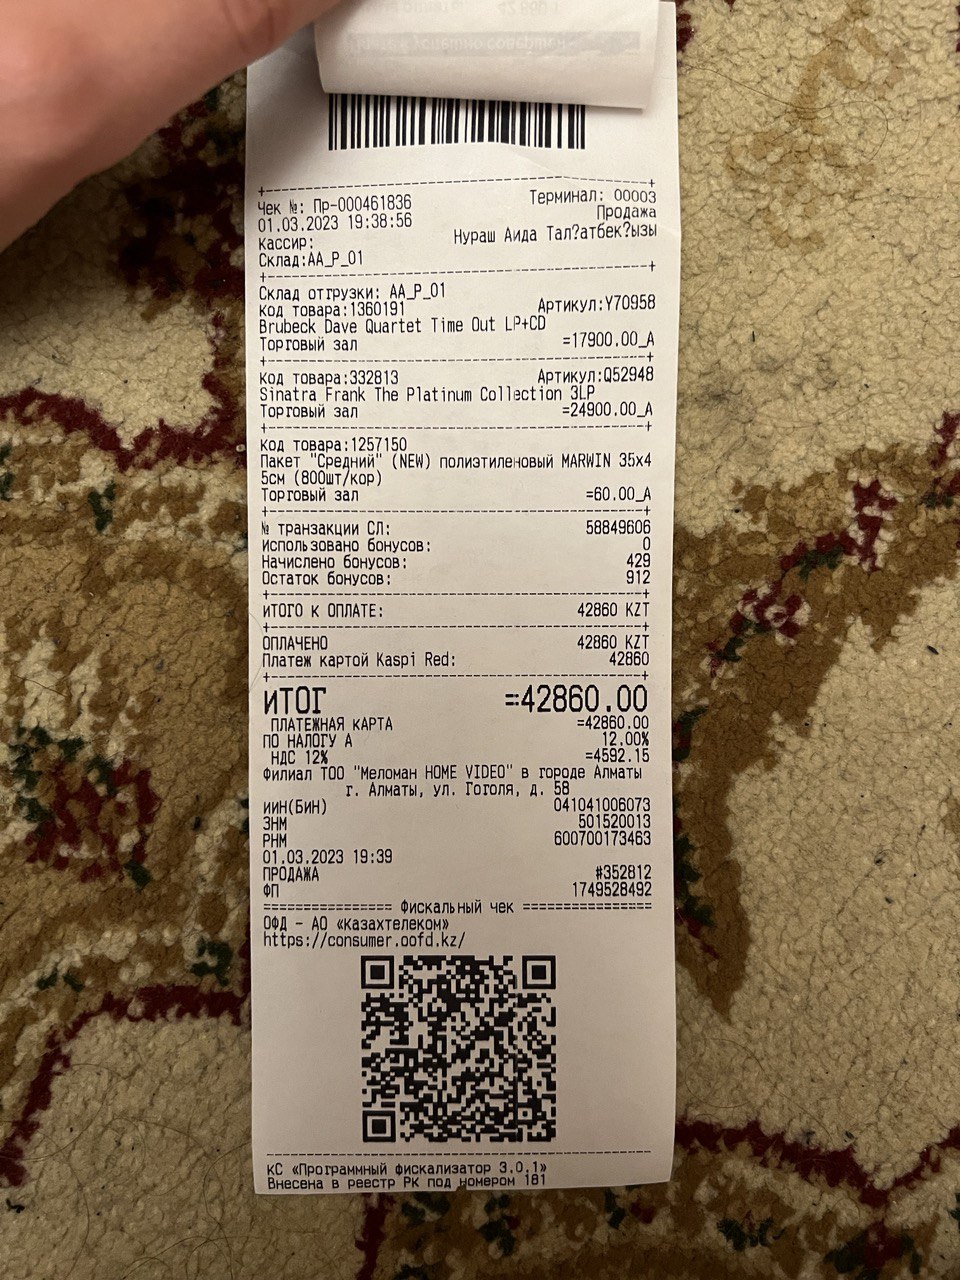 Чек №: Пр-000461836 Терминал: 00003
01.03.2023 19:38:56 Продажа
кассир: Нураш Аида Тал?атбек?ызы
Склад:АА_Р_01
Склад отгрузки: АА_Р_01
Код товара:1360191 Артикул:Y70958
Brubeck Dave Quartet Time Out LP+CD
Торговый зал =17900.00_А
Код товара:332813 Артикул:Q52948
Sinatra Frank The Platinum Collection 3LP
Торговый зал =24900.00_А
Код товара:1257150
Пакет "Средний" (NEW) полиэтиленовый MARWIN 35х4
5см (800шт/кор)
Торговый зал =60.00_А
№ транзакции СЛ: 58849606
Использовано бонусов: 0
Начислено бонусов: 429
Остаток бонусов: 912
ИТОГО К ОПЛАТЕ: 42860 KZT
ОПЛАЧЕНО 42860 KZT
Платеж картой Kaspi Red: 42860
ИТОГ =42860.00
ПЛАТЕЖНАЯ КАРТА =42860.00
ПО НАЛОГУ А 12.00%
НДС 12% =4592.15
Филиал ТОО "Меломан HOME VIDEO" в городе Алматы
г. Алматы, ул. Гоголя, д. 58
ИИН(БИН) 041041006073
ЗНМ 501520013
РНМ 600700173463
01.03.2023 19:39
ПРОДАЖА #352812
ФП 1749528492
================ Фискальный чек ================
ОФД - АО «Казахтелеком»
https://consumer.oofd.kz/
КС «Программный фискализатор 3.0.1»
Внесена в реестр РК под номером 181